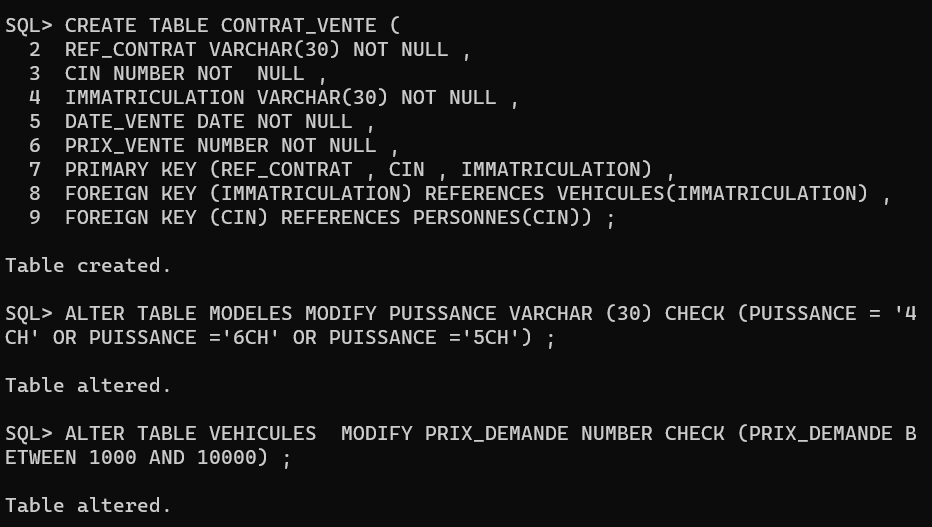 SQL> CREATE TABLE CONTRAT_VENTE (
  2  REF_CONTRAT VARCHAR(30) NOT NULL ,
  3  CIN NUMBER NOT  NULL ,
  4  IMMATRICULATION VARCHAR(30) NOT NULL ,
  5  DATE_VENTE DATE NOT NULL ,
  6  PRIX_VENTE NUMBER NOT NULL ,
  7  PRIMARY KEY (REF_CONTRAT , CIN , IMMATRICULATION) ,
  8  FOREIGN KEY (IMMATRICULATION) REFERENCES VEHICULES(IMMATRICULATION) ,
  9  FOREIGN KEY (CIN) REFERENCES PERSONNES(CIN)) ;
Table created.
SQL> ALTER TABLE MODELES MODIFY PUISSANCE VARCHAR (30) CHECK (PUISSANCE = '4
CH' OR PUISSANCE ='6CH' OR PUISSANCE ='5CH') ;
Table altered.
SQL> ALTER TABLE VEHICULES  MODIFY PRIX_DEMANDE NUMBER CHECK (PRIX_DEMANDE B
ETWEEN 1000 AND 10000) ;
Table altered.